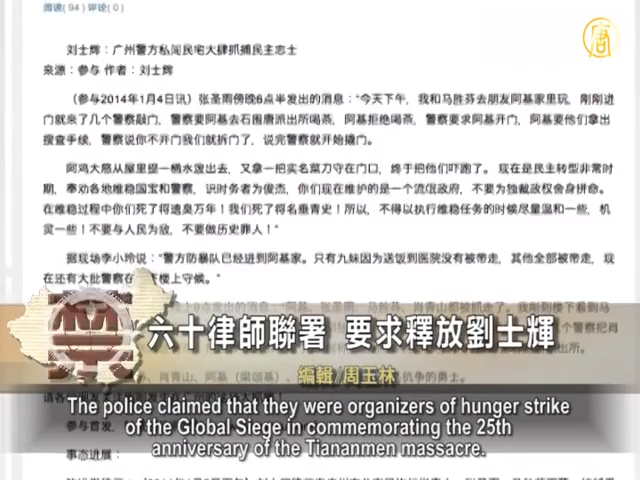 阅读( 94 ) 评论( 0 )
唐
刘士辉：广州警方私闯民宅大肆抓捕民主志士
来源：参与 作者：刘士辉
（参与2014年1月4日讯）张圣雨傍晚6点半发出的消息：“今天下午，我和马胜芬去朋友阿基家里玩，刚刚进
门就来了几个警察敲门，警察要阿基去石围唐派出所喝茶，阿基拒绝喝茶，警察要求阿基开门，阿基要他们拿出
搜查手续，警察说你不开门我们就拆门了，说完警察就开始撬门。
阿鸡大怒从屋里提一桶水泼出去，又拿一把实名菜刀守在门口，终于把他们吓跑了。现在是民主转型非常时
期，奉劝各地维稳国宝和警察，识时务者为俊杰，你们现在维护的是一个流氓政府，不要为独裁政权舍身拼命。
在维稳过程中你们死了将遗臭万年！我们死了将名垂青史！所以，不得以执行维稳任务的时候尽量温和一些，机
灵一些！不要与人民为敌，不要做历史罪人！”
据现场李小玲说：“警方防暴队已经进到阿基家。只有九妹因为送饭到医院没有被带走，其他全部被带走，现
在还有大批警察在 楼上守候。”
六十律師聯署 要求釋放劉士輝
編輯/周玉林
The police claimed that they were organizers of hunger strike
of the Global Siege in commemorating the 25th
anniversary of the Tiananmen massacre.
事态进展：